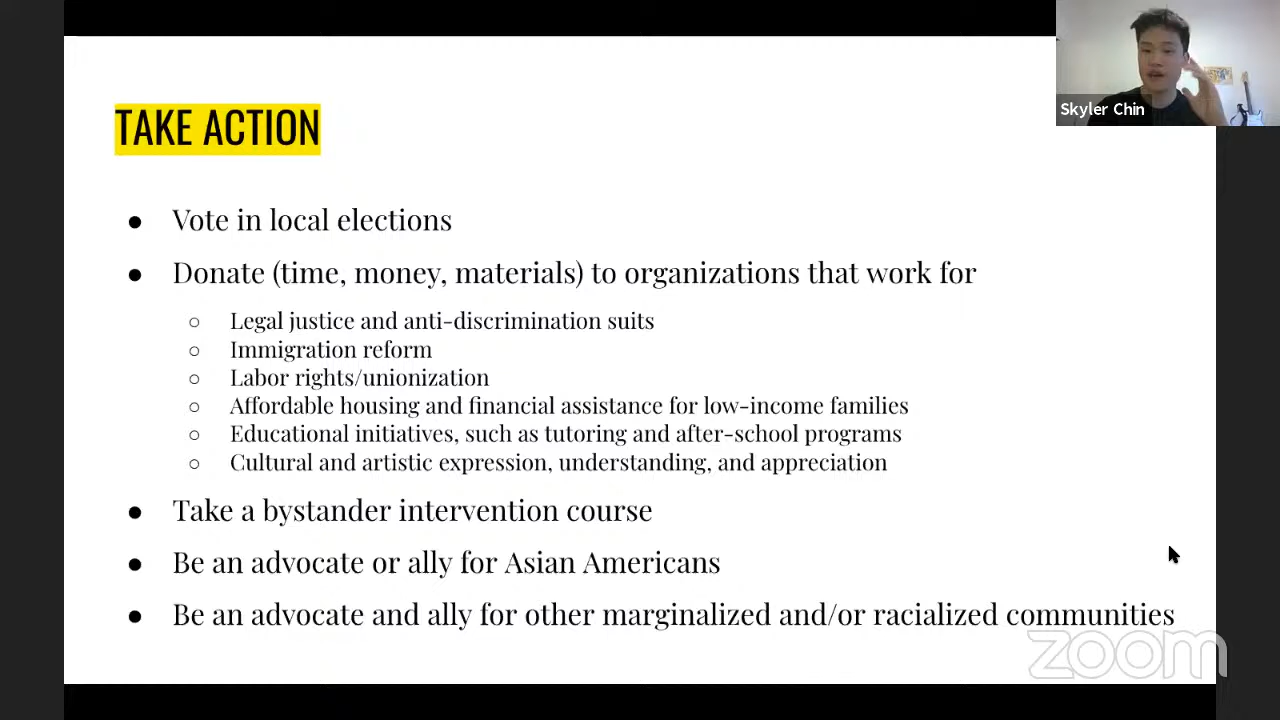 Skyler Chin
TAKE ACTION
● Vote in local elections
● Donate (time, money, materials) to organizations that work for
○ Legal justice and anti-discrimination suits
○ Immigration reform
○ Labor rights/unionization
○ Affordable housing and financial assistance for low-income families
○ Educational initiatives, such as tutoring and after-school programs
○ Cultural and artistic expression, understanding, and appreciation
● Take a bystander intervention course
● Be an advocate or ally for Asian Americans
● Be an advocate and ally for other marginalized and/or racialized communities
zoom